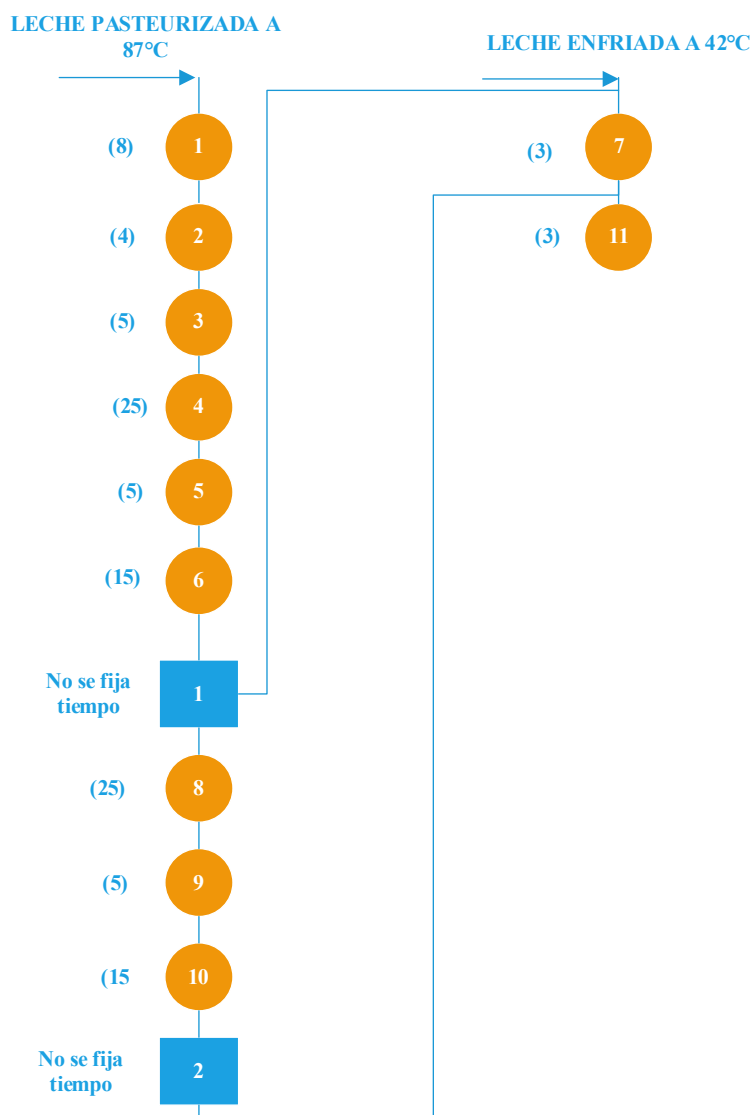 LECHE PASTEURIZADA A
87°C
LECHE ENFRIADA A 42°C
(8) 1
(3) 7
(4) 2
(3) 11
(5) 3
(25) 4
(5) 5
(15) 6
No se fija
tiempo
1
(25) 8
(5) 9
(15 10
No se fija
tiempo
2